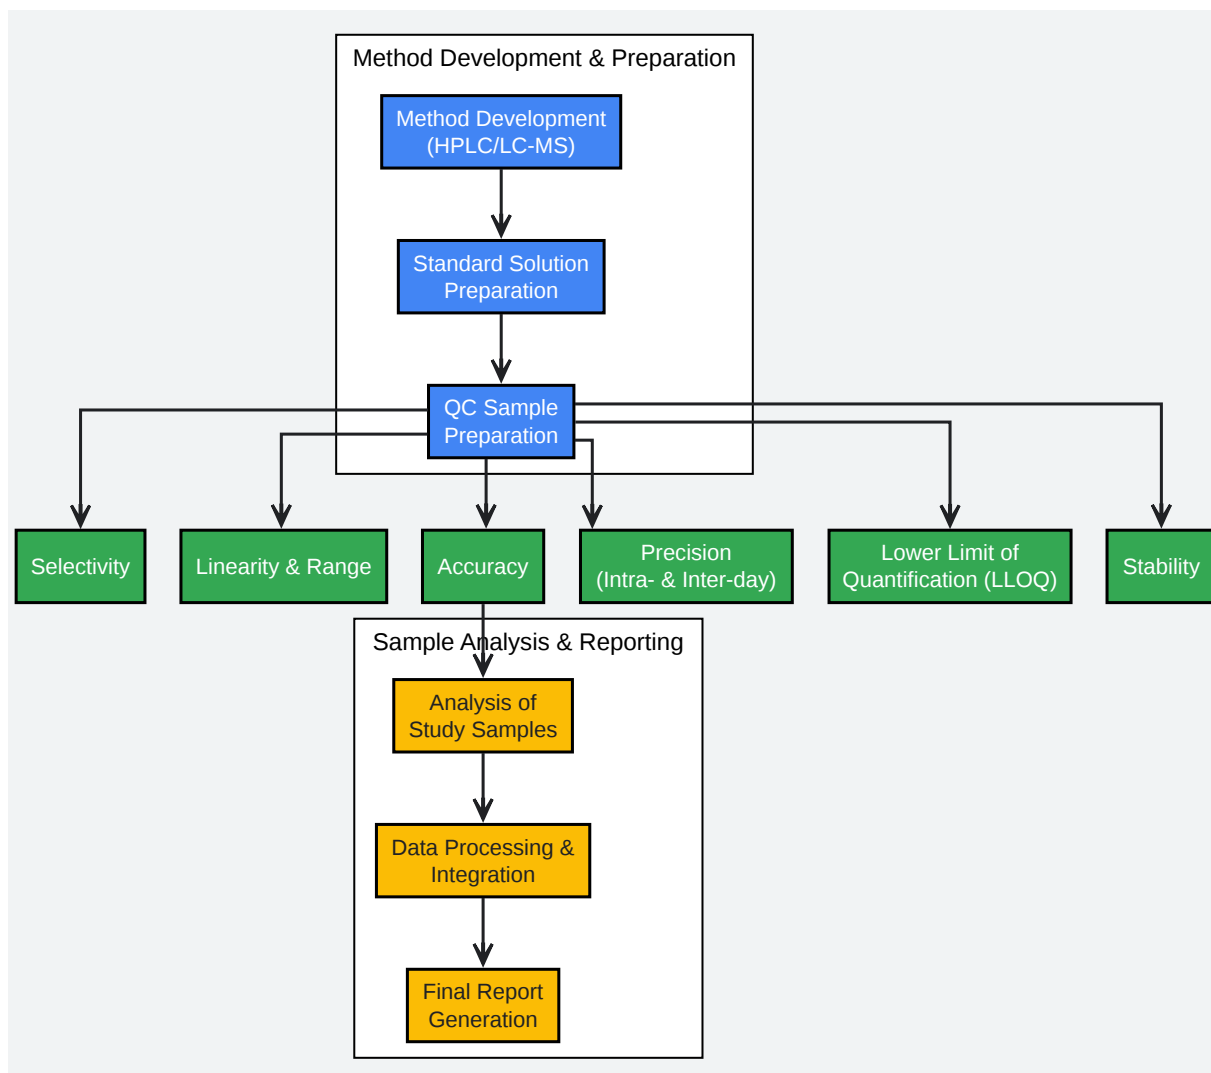 Method Development & Preparation
Method Development
(HPLC/LC-MS)
Standard Solution
Preparation
QC Sample
Preparation
Selectivity
Linearity & Range
Accuracy
Precision
(Intra- & Inter-day)
Lower Limit of
Quantification (LLOQ)
Stability
Sample Analysis & Reporting
Analysis of
Study Samples
Data Processing &
Integration
Final Report
Generation